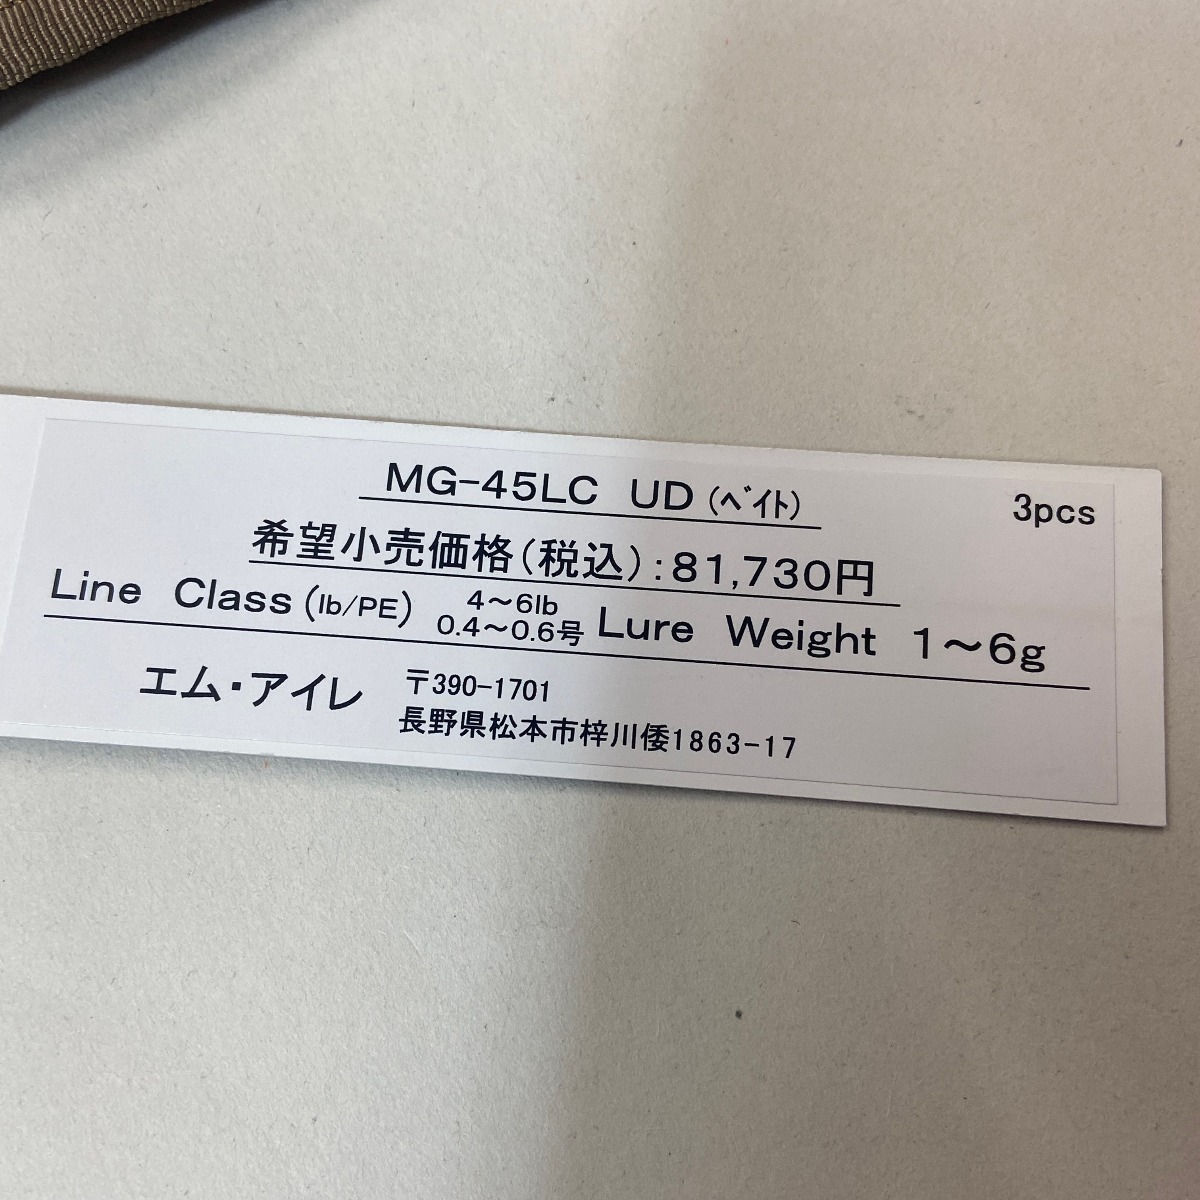 MG-45LC UD(ﾍﾞｲﾄ) 3pcs
希望小売価格(税込):81,730円
Line Class(lb/PE) 4～6lb 0.4～0.6号 Lure Weight 1～6g
エム・アイレ 〒390-1701
長野県松本市梓川倭1863-17